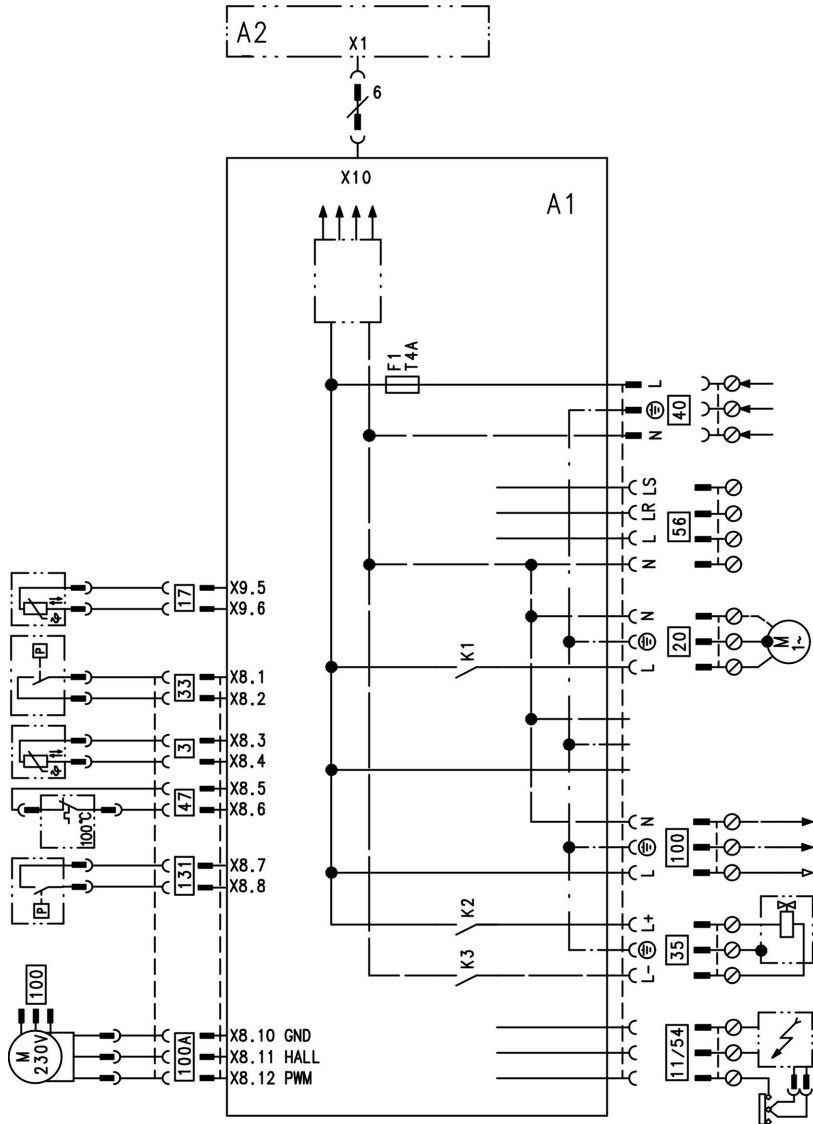 A2
X1
6
X10
A1
F1
T4A
L
40
N
LS
LR
56
L
N
X9.5
17
X9.6
N
20
M
1~
K1
L
P
X8.1
33
X8.2
X8.3
3
X8.4
X8.5
47
X8.6
100°C
N
100
L
X8.7
131
X8.8
P
K2
L+
35
K3
L-
100
M
230V
X8.10 GND
100A
X8.11 HALL
X8.12 PWM
11/54